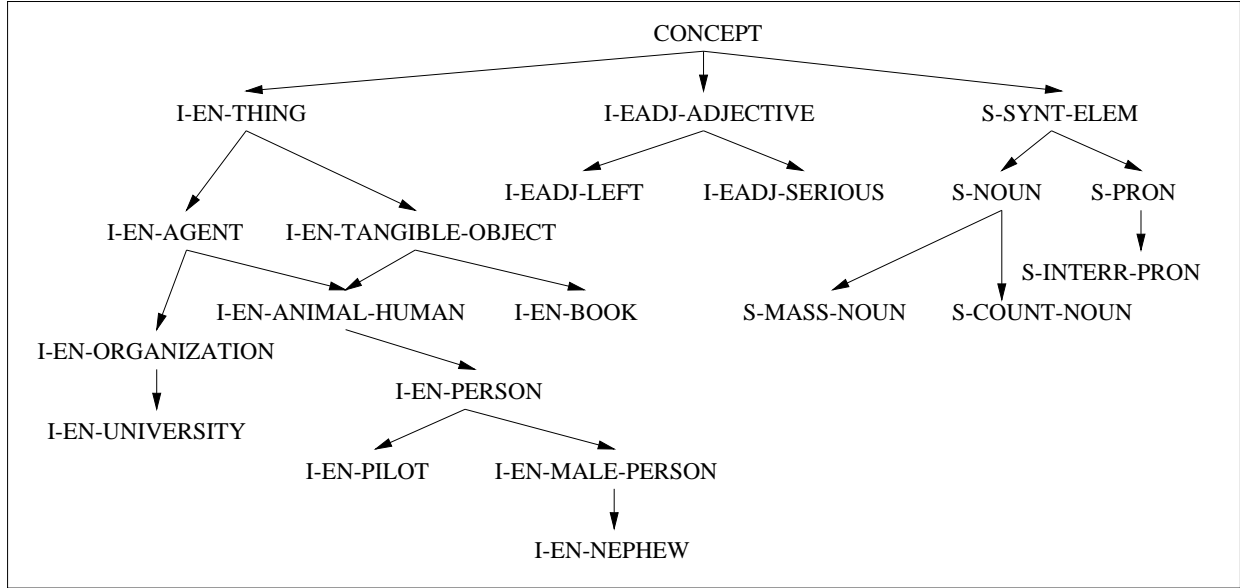 CONCEPT
I-EN-THING I-EADJ-ADJECTIVE S-SYNT-ELEM
I-EADJ-LEFT I-EADJ-SERIOUS S-NOUN S-PRON
I-EN-AGENT I-EN-TANGIBLE-OBJECT
S-INTERR-PRON
I-EN-ANIMAL-HUMAN I-EN-BOOK S-MASS-NOUN S-COUNT-NOUN
I-EN-ORGANIZATION
I-EN-PERSON
I-EN-UNIVERSITY
I-EN-PILOT I-EN-MALE-PERSON
I-EN-NEPHEW